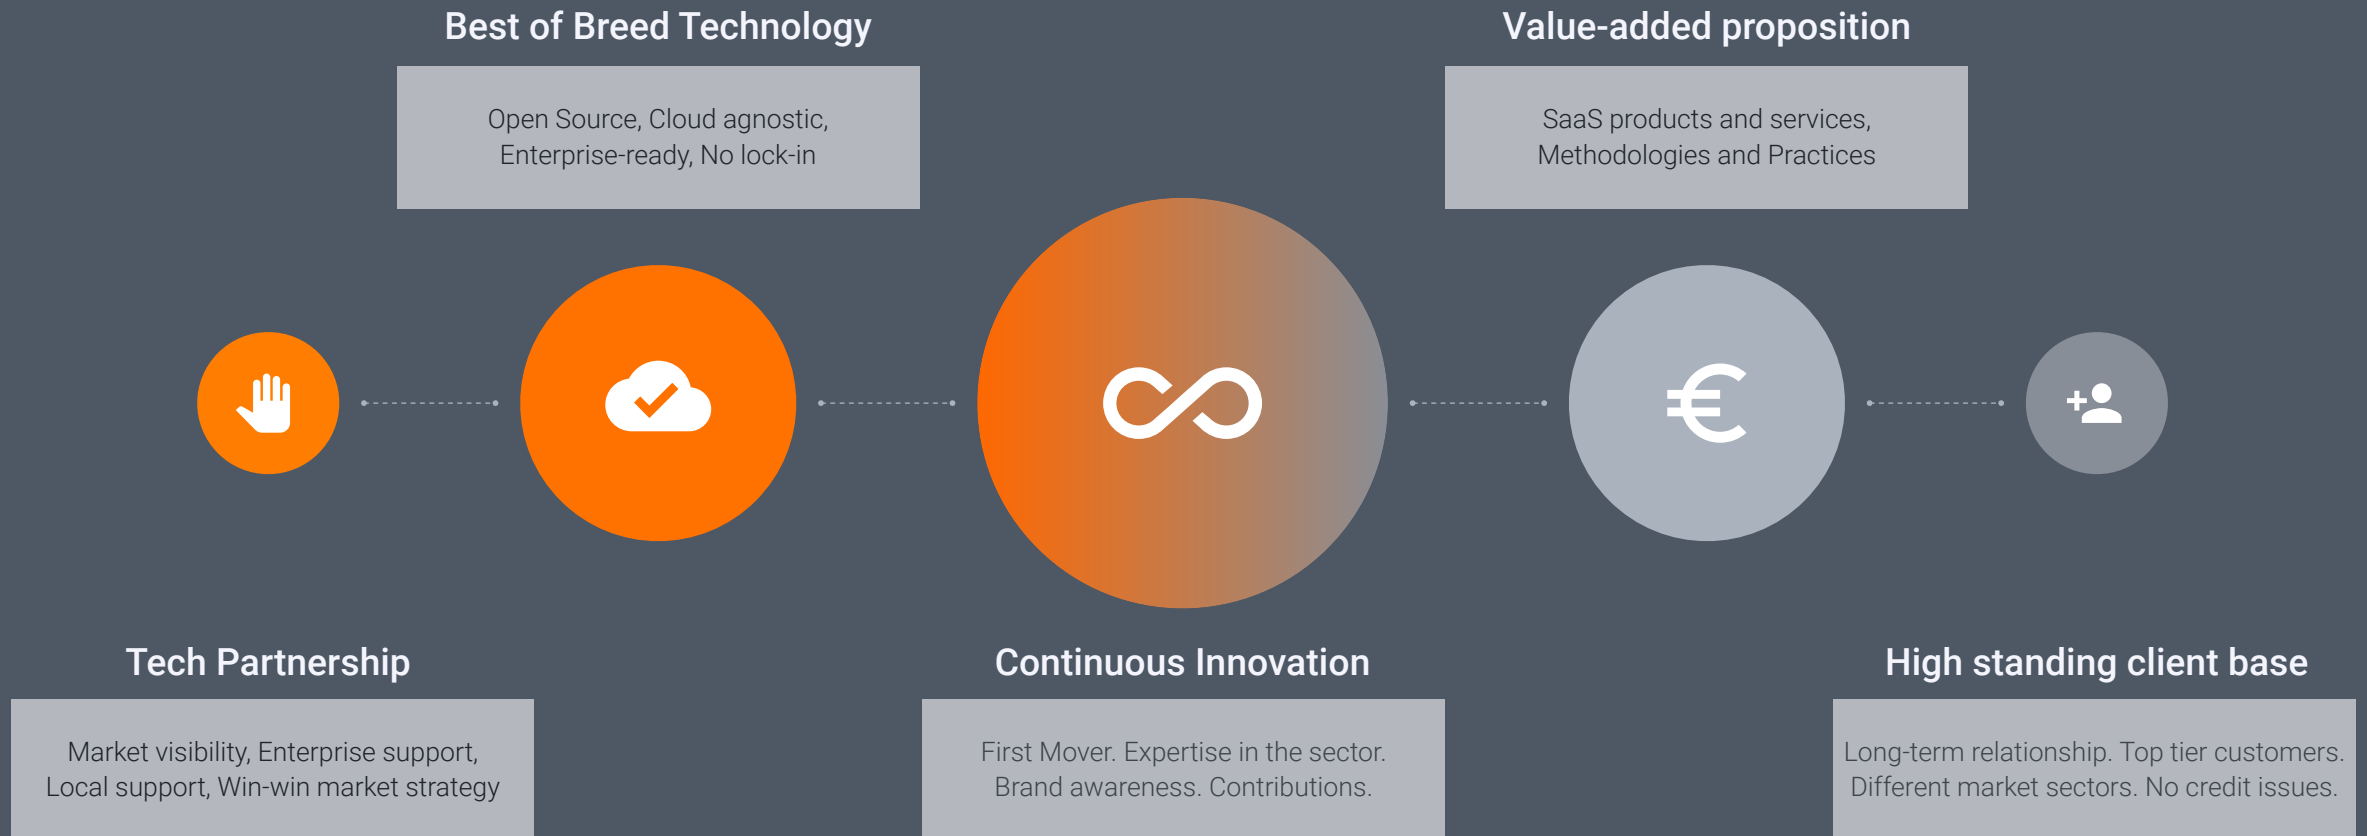 Best of Breed Technology
Open Source, Cloud agnostic,
Enterprise-ready, No lock-in
Value-added proposition
SaaS products and services,
Methodologies and Practices
€
Tech Partnership
Market visibility, Enterprise support,
Local support, Win-win market strategy
Continuous Innovation
First Mover. Expertise in the sector.
Brand awareness. Contributions.
High standing client base
Long-term relationship. Top tier customers.
Different market sectors. No credit issues.